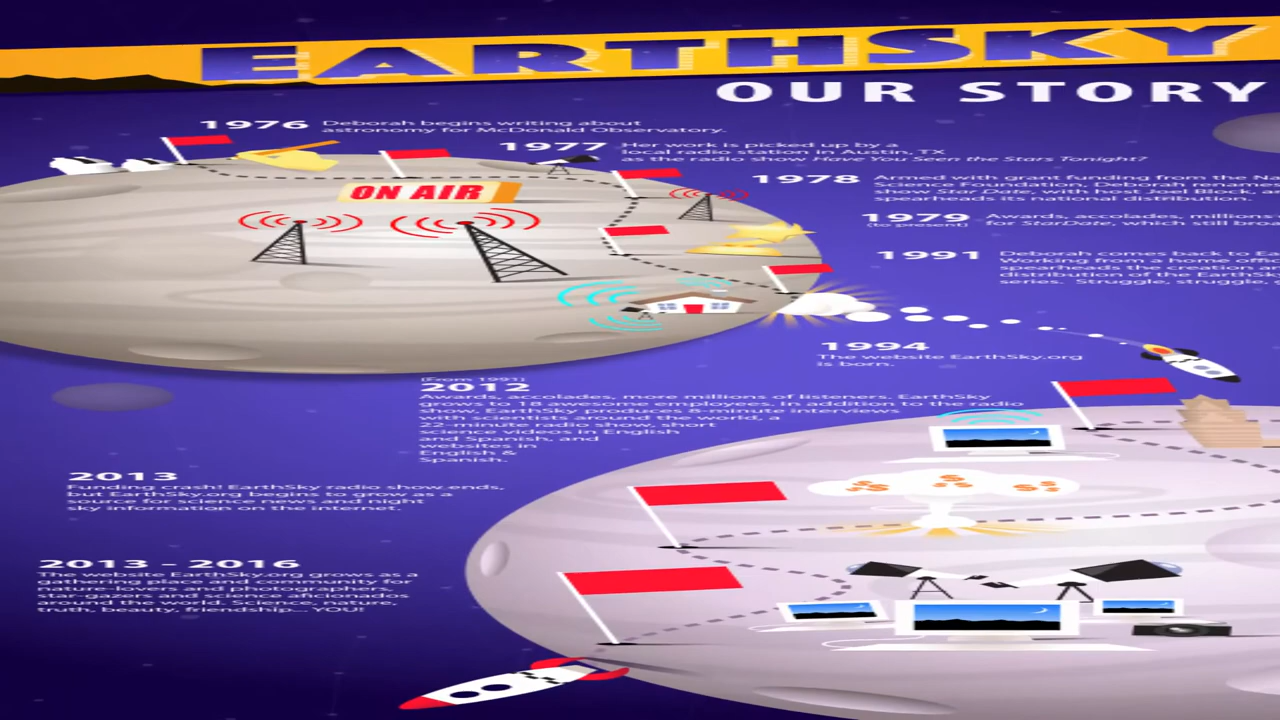 EARTHSKY
OUR STORY
1976
Deborah begins writing about
astronomy for McDonald Observatory.
1977
Her work is picked up by a
local radio station in Austin, TX
as the radio show Have You Seen the Stars Tonight?
1978
Armed with grant funding from the
Science Foundation, Deborah renames
show Star Date, with host Joel Block,
spearheads its national distribution.
1979
(to present)
Awards, accolades, millions
for StarDate, which still
1991
Deborah comes back to
Working from a home
spearheads the creation
distribution of the
series. Struggle, struggle,
ON AIR
1994
The website EarthSky.org
is born.
(From 1991)
2012
Awards, accolades, more millions of listeners. EarthSky
grows to 18 awesome employees. In addition to the radio
show, EarthSky produces 8-minute interviews
with scientists around the world, a
22-minute radio show, short
science videos in English
and Spanish, and
websites in
English &
Spanish.
2013
Funding crash! EarthSky radio show ends,
but EarthSky.org begins to grow as a
source for science news and night
sky information on the internet.
2013 - 2016
The website EarthSky.org grows as a
gathering place and community for
nature-lovers and photographers,
star-gazers and science aficionados
around the world. Science, nature,
truth, beauty, friendship... YOU!